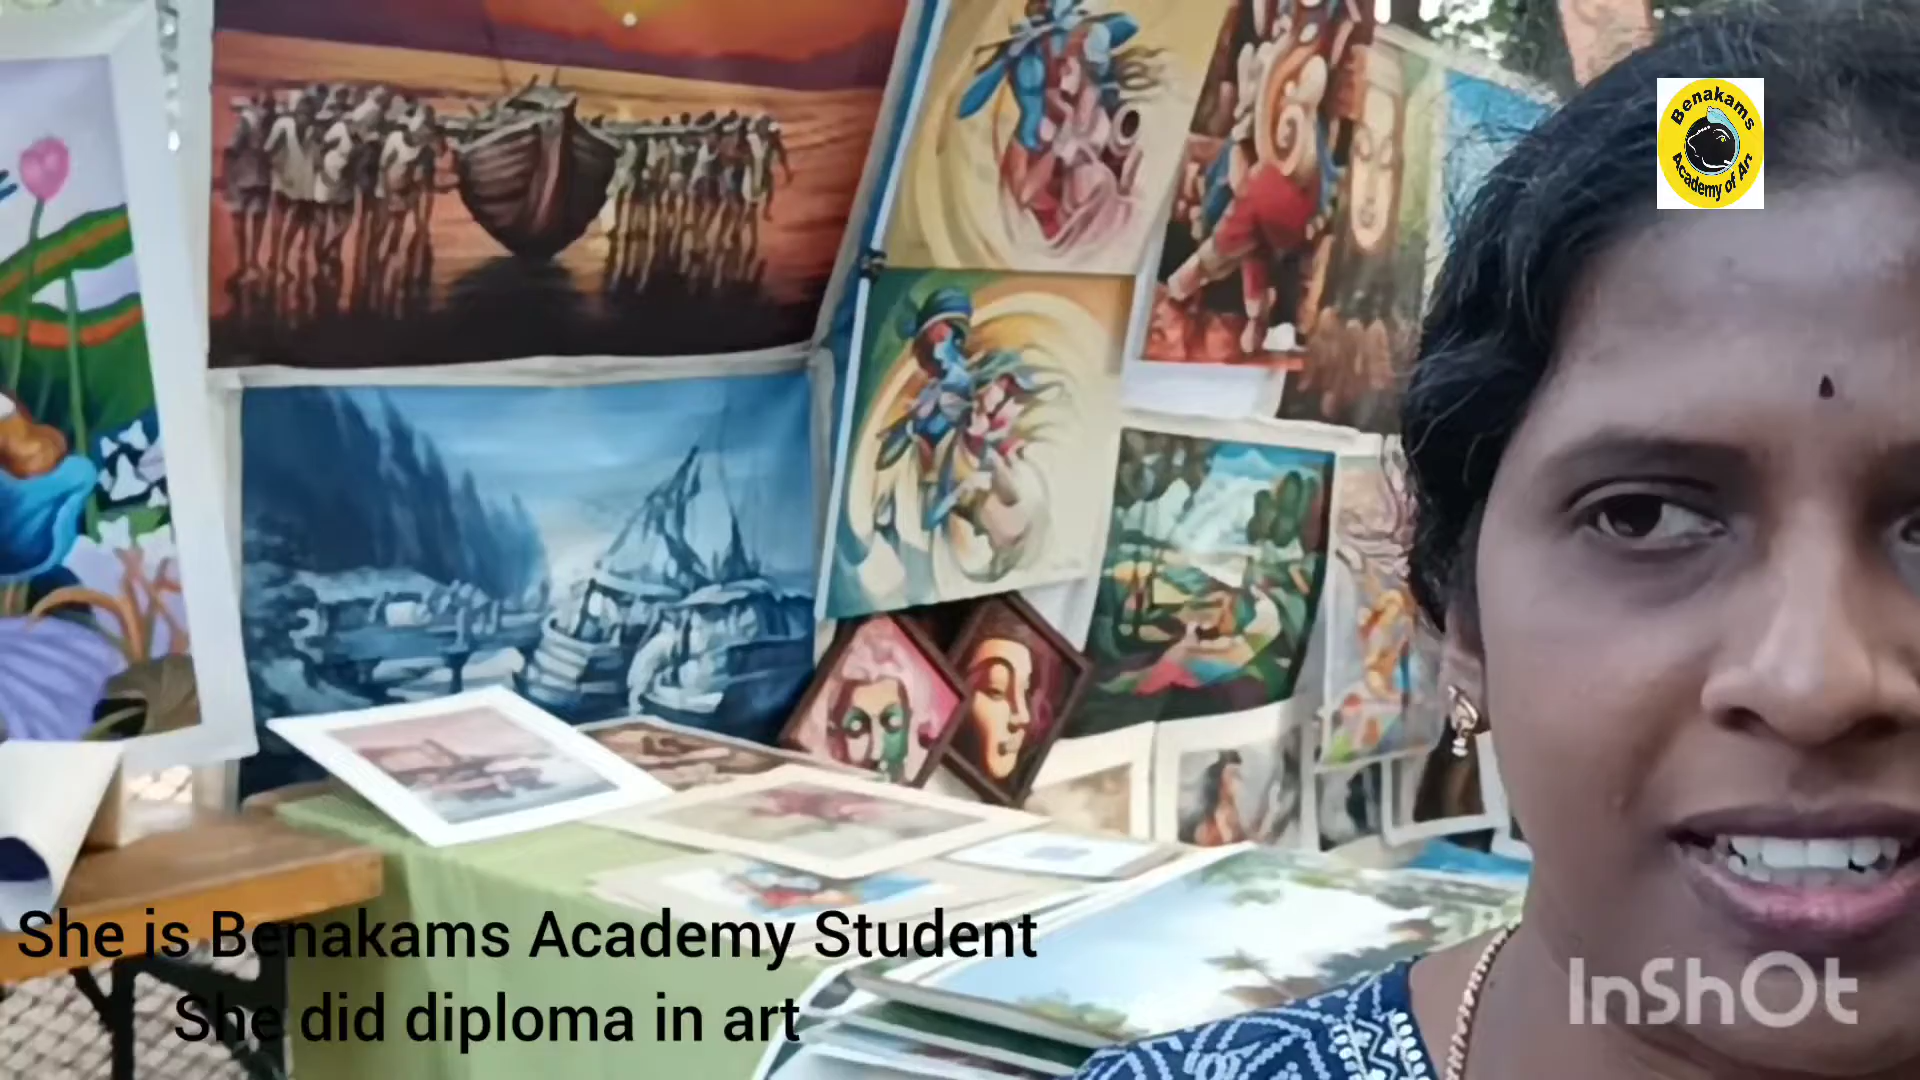 Benakams
Academy of Art
She is Benakams Academy Student
She did diploma in art
InShOt